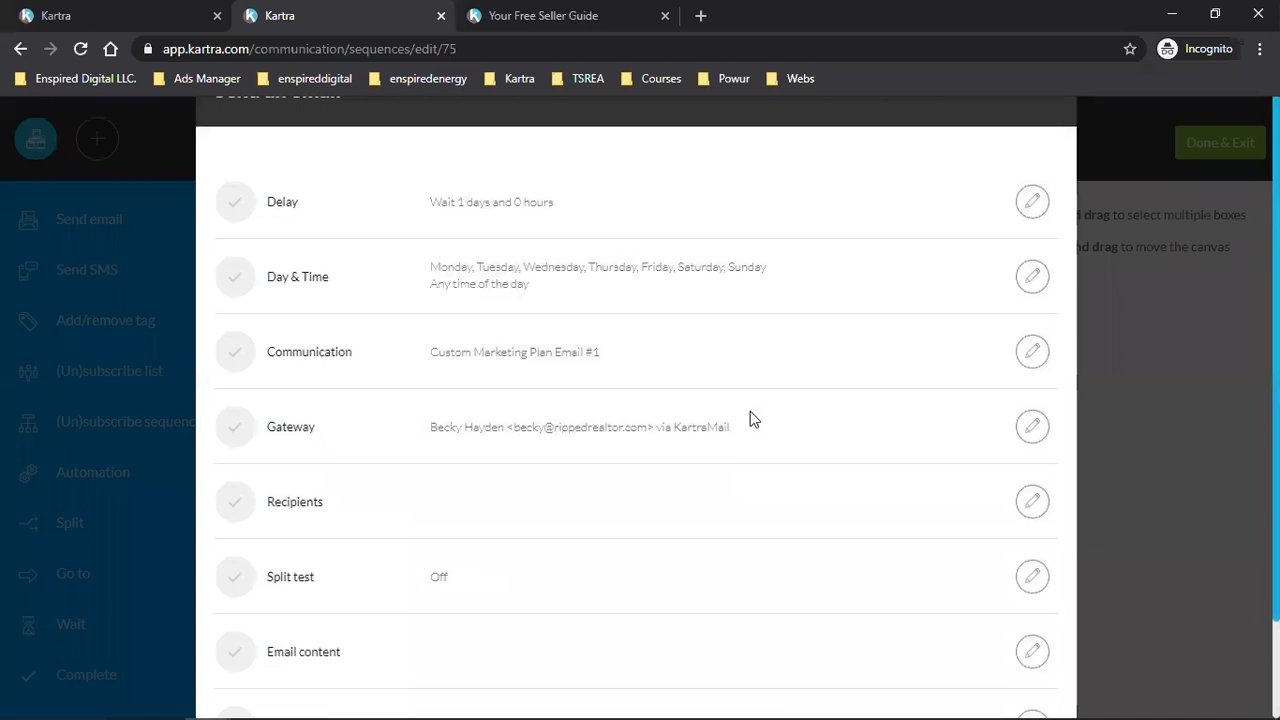 Kartra
Kartra
Your Free Seller Guide
app.kartra.com/communication/sequences/edit/75
Incognito
Enspired Digital LLC.
Ads Manager
enspireddigital
enspiredenergy
Kartra
TSREA
Courses
Powur
Webs
Send an email
Done & Exit
Send email
Send SMS
Add/remove tag
(Un)subscribe list
(Un)subscribe sequenc
Automation
Split
Go to
Wait
Complete
Delay
Wait 1 days and 0 hours
Day & Time
Monday, Tuesday, Wednesday, Thursday, Friday, Saturday, Sunday
Any time of the day
Communication
Custom Marketing Plan Email #1
Gateway
Becky Hayden <becky@rippedrealtor.com> via KartraMail
Recipients
Split test
Off
Email content
d drag to select multiple boxes
nd drag to move the canvas